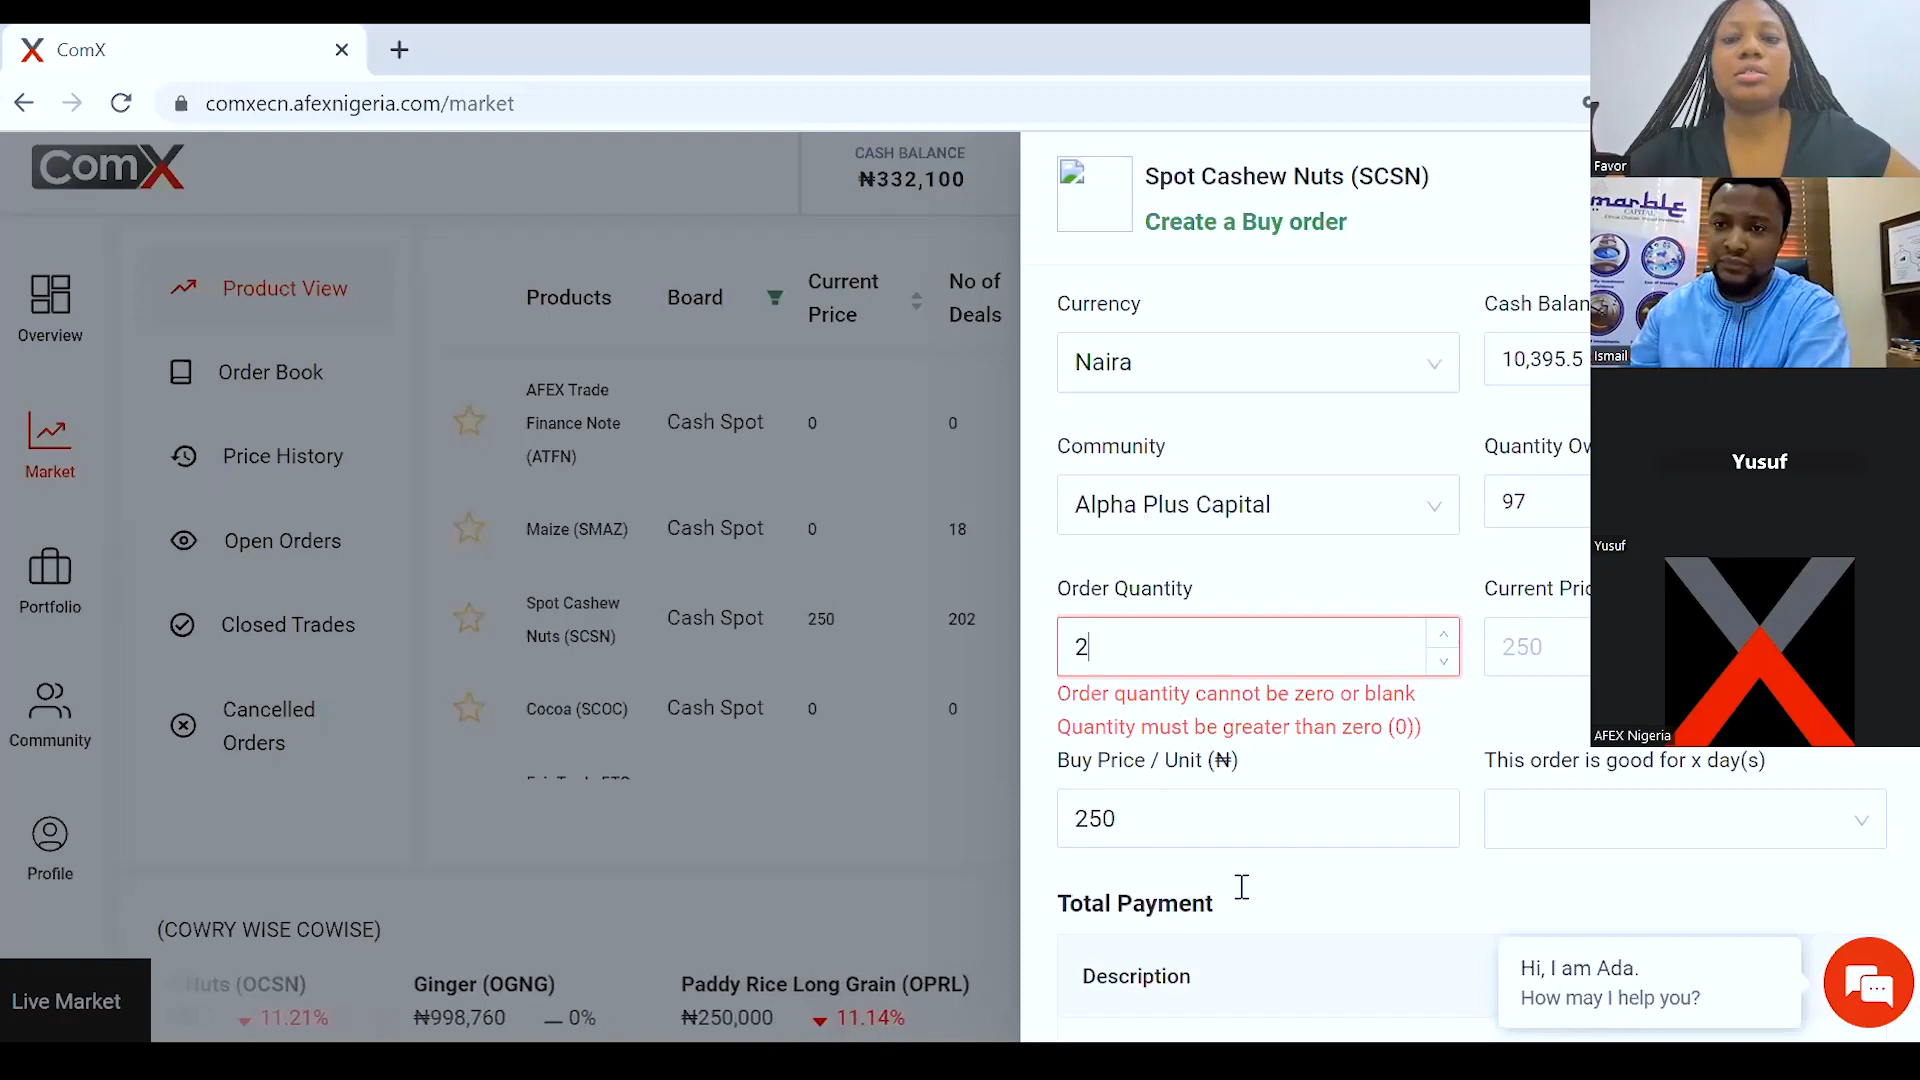 ComX
comxecn.afexnigeria.com/market
ComX
CASH BALANCE
₦332,100
Overview
Market
Portfolio
Community
Profile
Product View
Order Book
Price History
Open Orders
Closed Trades
Cancelled
Orders
Products
Board
Current
Price
No of
Deals
AFEX Trade
Finance Note
(ATFN)
Cash Spot
0
0
Maize (SMAZ)
Cash Spot
0
18
Spot Cashew
Nuts (SCSN)
Cash Spot
250
202
Cocoa (SCOC)
Cash Spot
0
0
(COWRY WISE COWISE)
Live Market
Nuts (OCSN)
11.21%
Ginger (OGNG)
₦998,760
0%
Paddy Rice Long Grain (OPRL)
₦250,000
11.14%
Spot Cashew Nuts (SCSN)
Create a Buy order
Currency
Naira
Cash Balan
10,395.5
Community
Alpha Plus Capital
Quantity Ow
97
Order Quantity
2
Order quantity cannot be zero or blank
Quantity must be greater than zero (0))
Current Pric
250
Buy Price / Unit (₦)
250
This order is good for x day(s)
Total Payment
Description
Hi, I am Ada.
How may I help you?
Favor
marble
CAPITAL
Ismail
Yusuf
Yusuf
AFEX Nigeria